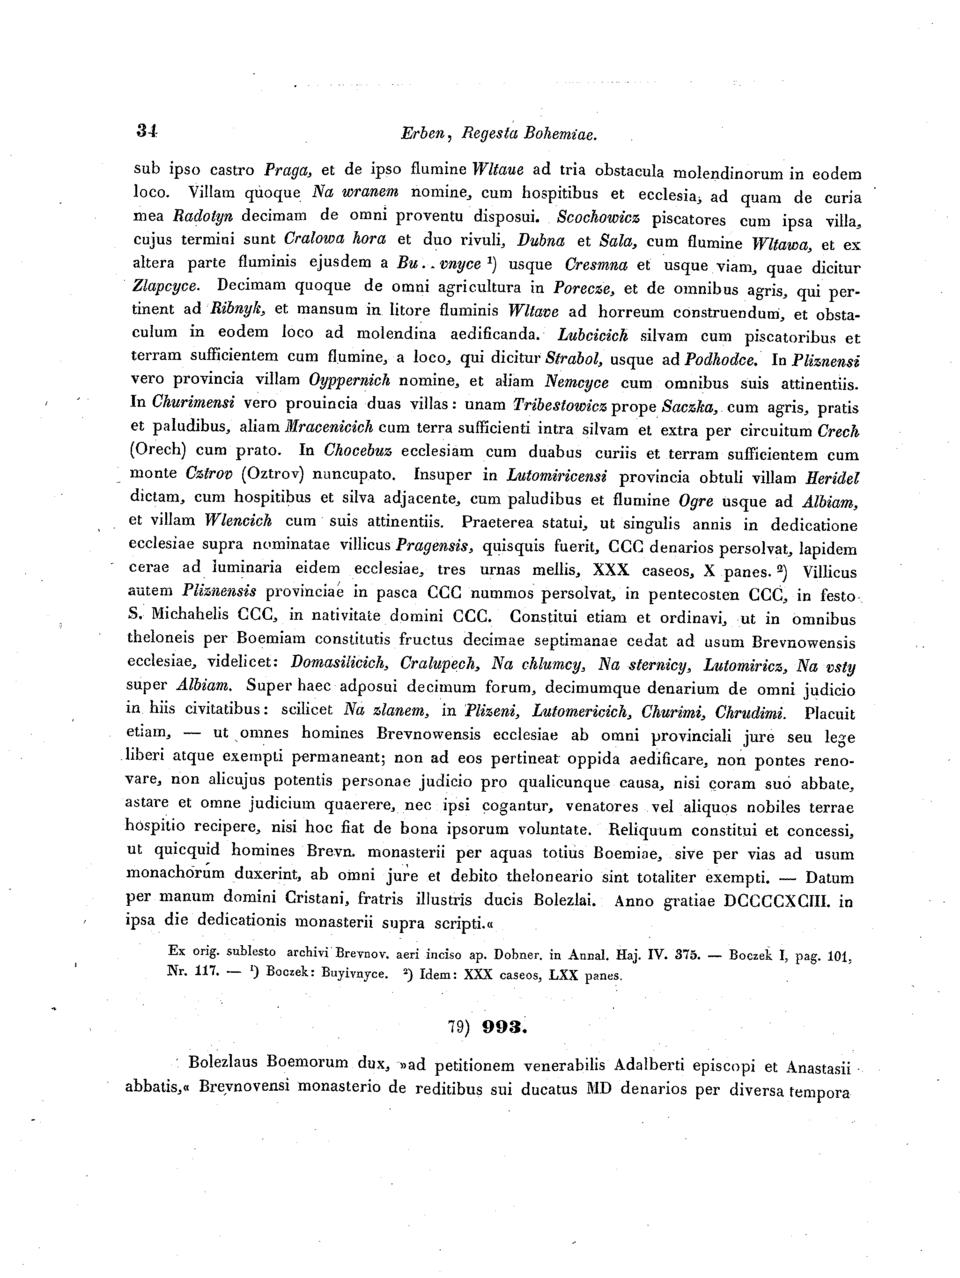 34 Erben, Regesta Bohemiae.
sub ipso castro Praga, et de ipso flumine Wltaue ad tria obstacula molendinorum in eodem
loco. Villam quoque Na wranem nomine, cum hospitibus et ecclesia, ad quam de curia
mea Radotyn decimam de omni proventu disposui. Scochowicz piscatores cum ipsa villa,
cujus termini sunt Cralowa hora et duo rivuli, Dubna et Sala, cum flumine Wltawa, et ex
altera parte fluminis ejusdem a Bu..vnyce ¹) usque Cresmna et usque viam, quae dicitur
Zlapcyce. Decimam quoque de omni agricultura in Porecze, et de omnibus agris, qui per-
tinent ad Ribnyk, et mansum in litore fluminis Wltave ad horreum construendum, et obsta-
culum in eodem loco ad molendina aedificanda. Lubcicich silvam cum piscatoribus et
terram sufficientem cum flumine, a loco, qui dicitur Strabol, usque ad Podhodce. In Pliznensi
vero provincia villam Oyppernich nomine, et aliam Nemcyce cum omnibus suis attinentiis.
In Churimensi vero prouincia duas villas: unam Tribestowicz prope Saczka, cum agris, pratis
et paludibus, aliam Mracenicich cum terra sufficienti intra silvam et extra per circuitum Crech
(Orech) cum prato. In Chocebuz ecclesiam cum duabus curiis et terram sufficientem cum
monte Cztrov (Oztrov) nuncupato. Insuper in Lutomiricensi provincia obtuli villam Heridel
dictam, cum hospitibus et silva adjacente, cum paludibus et flumine Ogre usque ad Albiam,
et villam Wlencich cum suis attinentiis. Praeterea statui, ut singulis annis in dedicatione
ecclesiae supra nominatae villicus Pragensis, quisquis fuerit, CCC denarios persolvat, lapidem
cerae ad luminaria eidem ecclesiae, tres urnas mellis, XXX caseos, X panes. ²) Villicus
autem Pliznensis provinciae in pasca CCC nummos persolvat, in pentecosten CCC, in festo
S. Michahelis CCC, in nativitate domini CCC. Constitui etiam et ordinavi, ut in omnibus
theloneis per Boemiam constitutis fructus decimae septimanae cedat ad usum Brevnowensis
ecclesiae, videlicet: Domasilicich, Cralupech, Na chlumcy, Na sternicy, Lutomiricz, Na vsty
super Albiam. Super haec adposui decimum forum, decimumque denarium de omni judicio
in hiis civitatibus: scilicet Na zlanem, in Plizeni, Lutomericich, Churimi, Chrudimi. Placuit
etiam, — ut omnes homines Brevnowensis ecclesiae ab omni provinciali jure seu lege
liberi atque exempti permaneant; non ad eos pertineat oppida aedificare, non pontes reno-
vare, non alicujus potentis personae judicio pro qualicunque causa, nisi coram suo abbate,
astare et omne judicium quaerere, nec ipsi cogantur, venatores vel aliquos nobiles terrae
hospitio recipere, nisi hoc fiat de bona ipsorum voluntate. Reliquum constitui et concessi,
ut quicquid homines Brevn. monasterii per aquas totius Boemiae, sive per vias ad usum
monachorum duxerint, ab omni jure et debito theloneario sint totaliter exempti. — Datum
per manum domini Cristani, fratris illustris ducis Bolezlai. Anno gratiae DCCCCXCIII. in
ipsa die dedicationis monasterii supra scripti.«
Ex orig. sublesto archivi Brevnov. aeri inciso ap. Dobner. in Annal. Haj. IV. 375. — Boczek I, pag. 101,
Nr. 117. — ¹) Boczek: Buyivnyce. ²) Idem: XXX caseos, LXX panes.
79) 993.
Bolezlaus Boemorum dux, »ad petitionem venerabilis Adalberti episcopi et Anastasii
abbatis,« Brevnovensi monasterio de reditibus sui ducatus MD denarios per diversa tempora